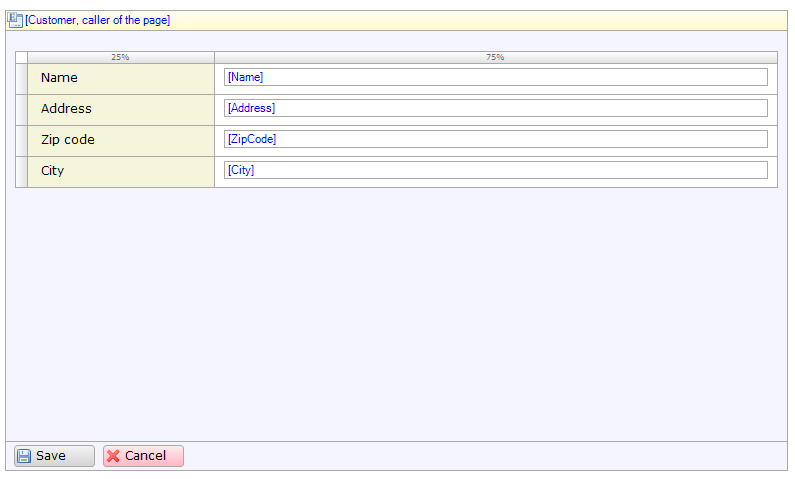 [Customer, caller of the page]
25% 75%
Name [Name]
Address [Address]
Zip code [ZipCode]
City [City]
Save Cancel